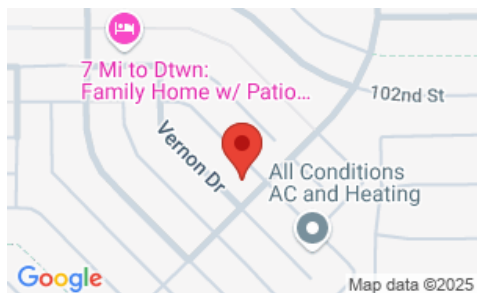 7 Mi to Dtwn:
Family Home w/ Patio...
102nd St
Vernon Dr
All Conditions
AC and Heating
Google
Map data ©2025